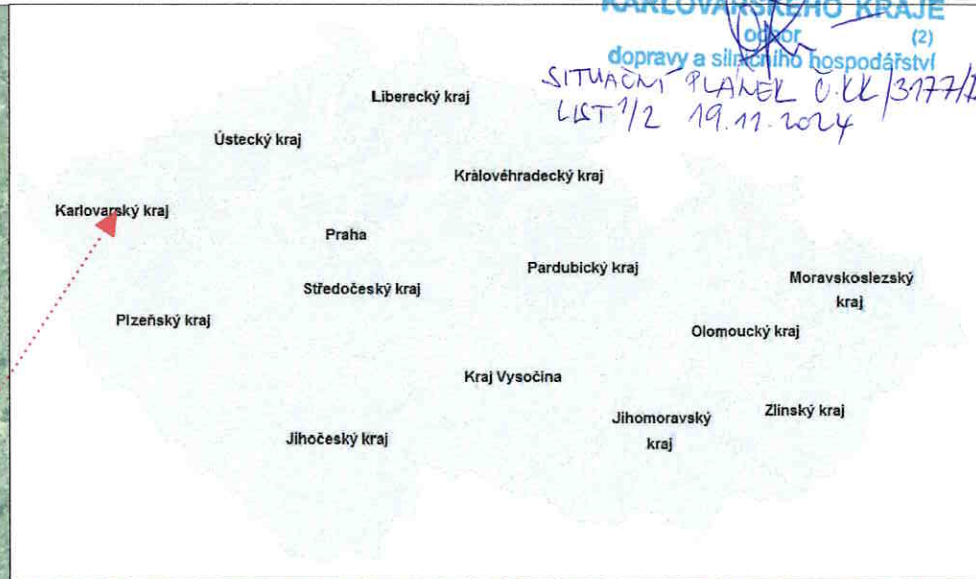 KARLOVARSKÉHO KRAJE
odbor (2)
dopravy a silničního hospodářství
SITUAČNÍ PLÁNEK Č.KK/3177/
LIST 1/2 19.11.2024
Liberecký kraj
Ústecký kraj
Královéhradecký kraj
Karlovarský kraj
Praha
Pardubický kraj
Moravskoslezský
kraj
Středočeský kraj
Plzeňský kraj
Olomoucký kraj
Kraj Vysočina
Jihomoravský
kraj
Zlínský kraj
Jihočeský kraj